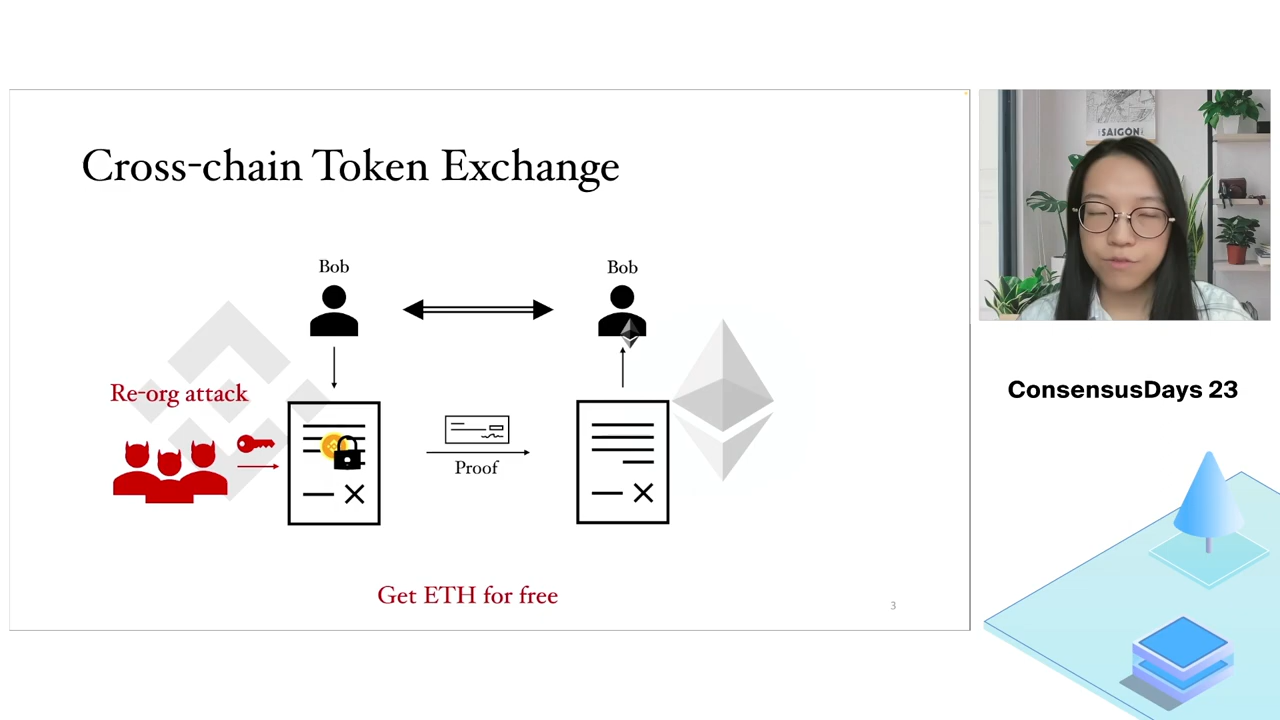 Cross-chain Token Exchange
Bob
Bob
Re-org attack
Proof
Get ETH for free
3
SAIGON
ConsensusDays 23